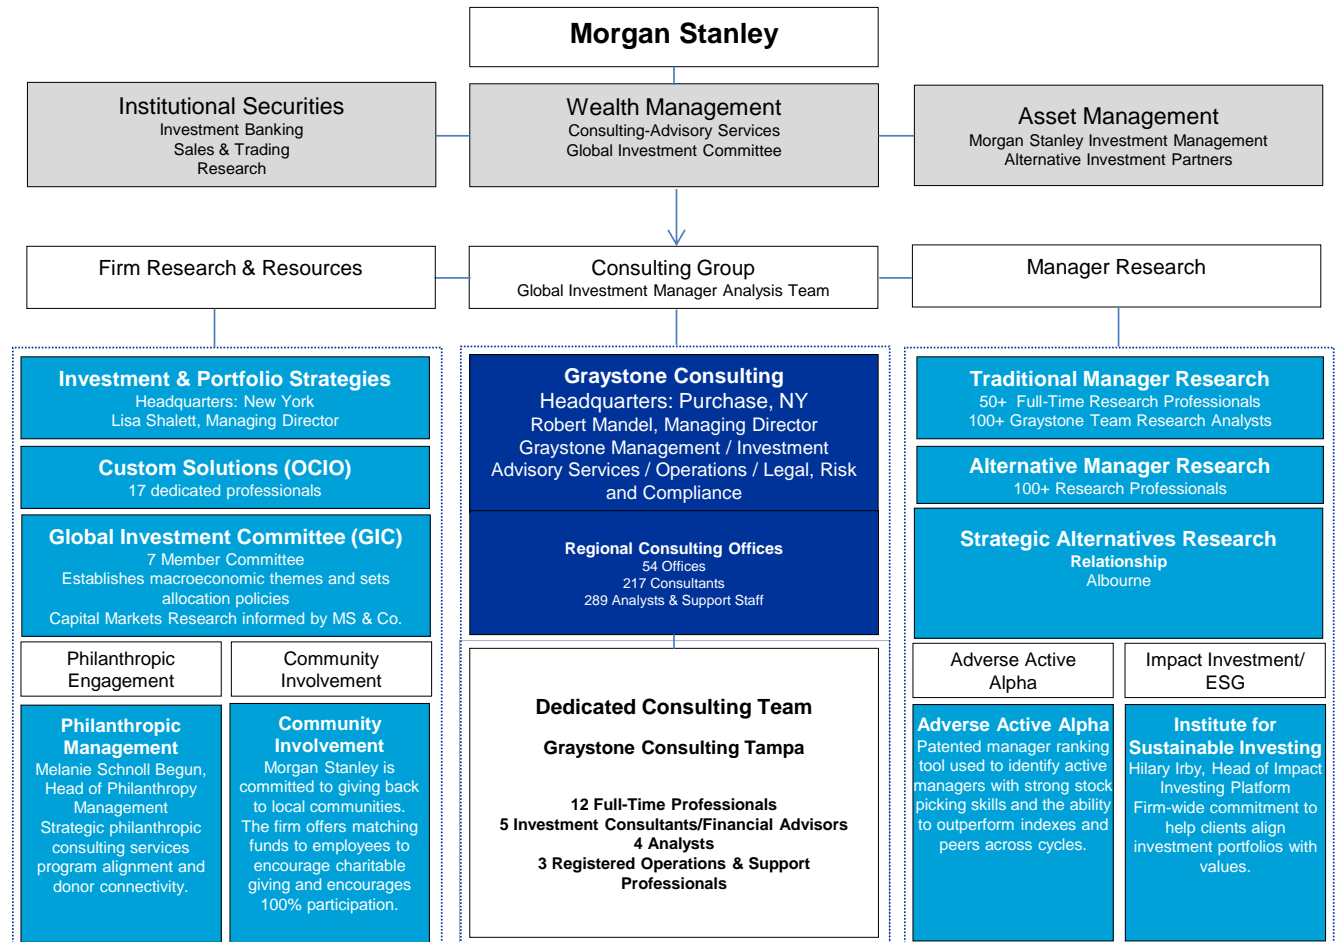 Morgan Stanley
Institutional Securities
Investment Banking
Sales & Trading
Research
Wealth Management
Consulting-Advisory Services
Global Investment Committee
Asset Management
Morgan Stanley Investment Management
Alternative Investment Partners
Firm Research & Resources
Consulting Group
Global Investment Manager Analysis Team
Manager Research
Investment & Portfolio Strategies
Headquarters: New York
Lisa Shalett, Managing Director
Custom Solutions (OCIO)
17 dedicated professionals
Global Investment Committee (GIC)
7 Member Committee
Establishes macroeconomic themes and sets
allocation policies
Capital Markets Research informed by MS & Co.
Philanthropic
Engagement
Community
Involvement
Philanthropic
Management
Melanie Schnoll Begun,
Head of Philanthropy
Management
Strategic philanthropic
consulting services
program alignment and
donor connectivity.
Community
Involvement
Morgan Stanley is
committed to giving back
to local communities.
The firm offers matching
funds to employees to
encourage charitable
giving and encourages
100% participation.
Graystone Consulting
Headquarters: Purchase, NY
Robert Mandel, Managing Director
Graystone Management / Investment
Advisory Services / Operations / Legal, Risk
and Compliance
Regional Consulting Offices
54 Offices
217 Consultants
289 Analysts & Support Staff
Dedicated Consulting Team
Graystone Consulting Tampa
12 Full-Time Professionals
5 Investment Consultants/Financial Advisors
4 Analysts
3 Registered Operations & Support
Professionals
Traditional Manager Research
50+ Full-Time Research Professionals
100+ Graystone Team Research Analysts
Alternative Manager Research
100+ Research Professionals
Strategic Alternatives Research
Relationship
Albourne
Adverse Active
Alpha
Impact Investment/
ESG
Adverse Active Alpha
Patented manager ranking
tool used to identify active
managers with strong stock
picking skills and the ability
to outperform indexes and
peers across cycles.
Institute for
Sustainable Investing
Hilary Irby, Head of Impact
Investing Platform
Firm-wide commitment to
help clients align
investment portfolios with
values.